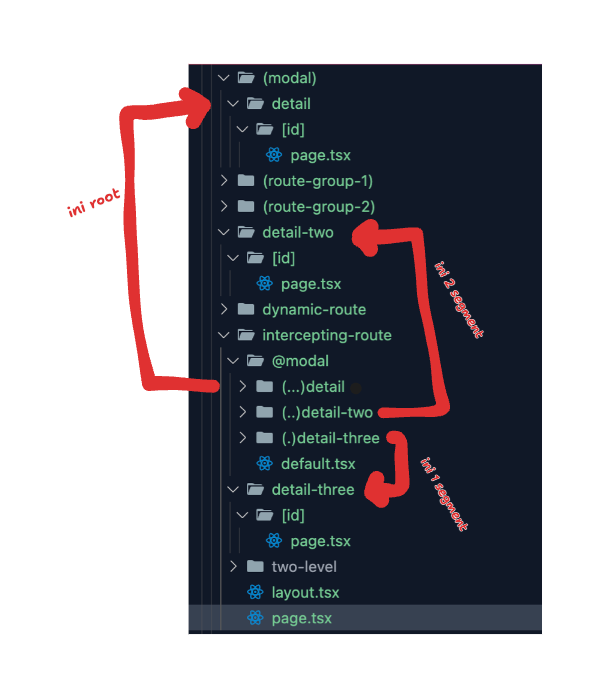 (modal)
detail
[id]
page.tsx
(route-group-1)
(route-group-2)
detail-two
[id]
page.tsx
dynamic-route
intercepting-route
@modal
(...)detail
(..)detail-two
(.)detail-three
default.tsx
detail-three
[id]
page.tsx
two-level
layout.tsx
page.tsx
ini root
ini 2 segment
ini 1 segment